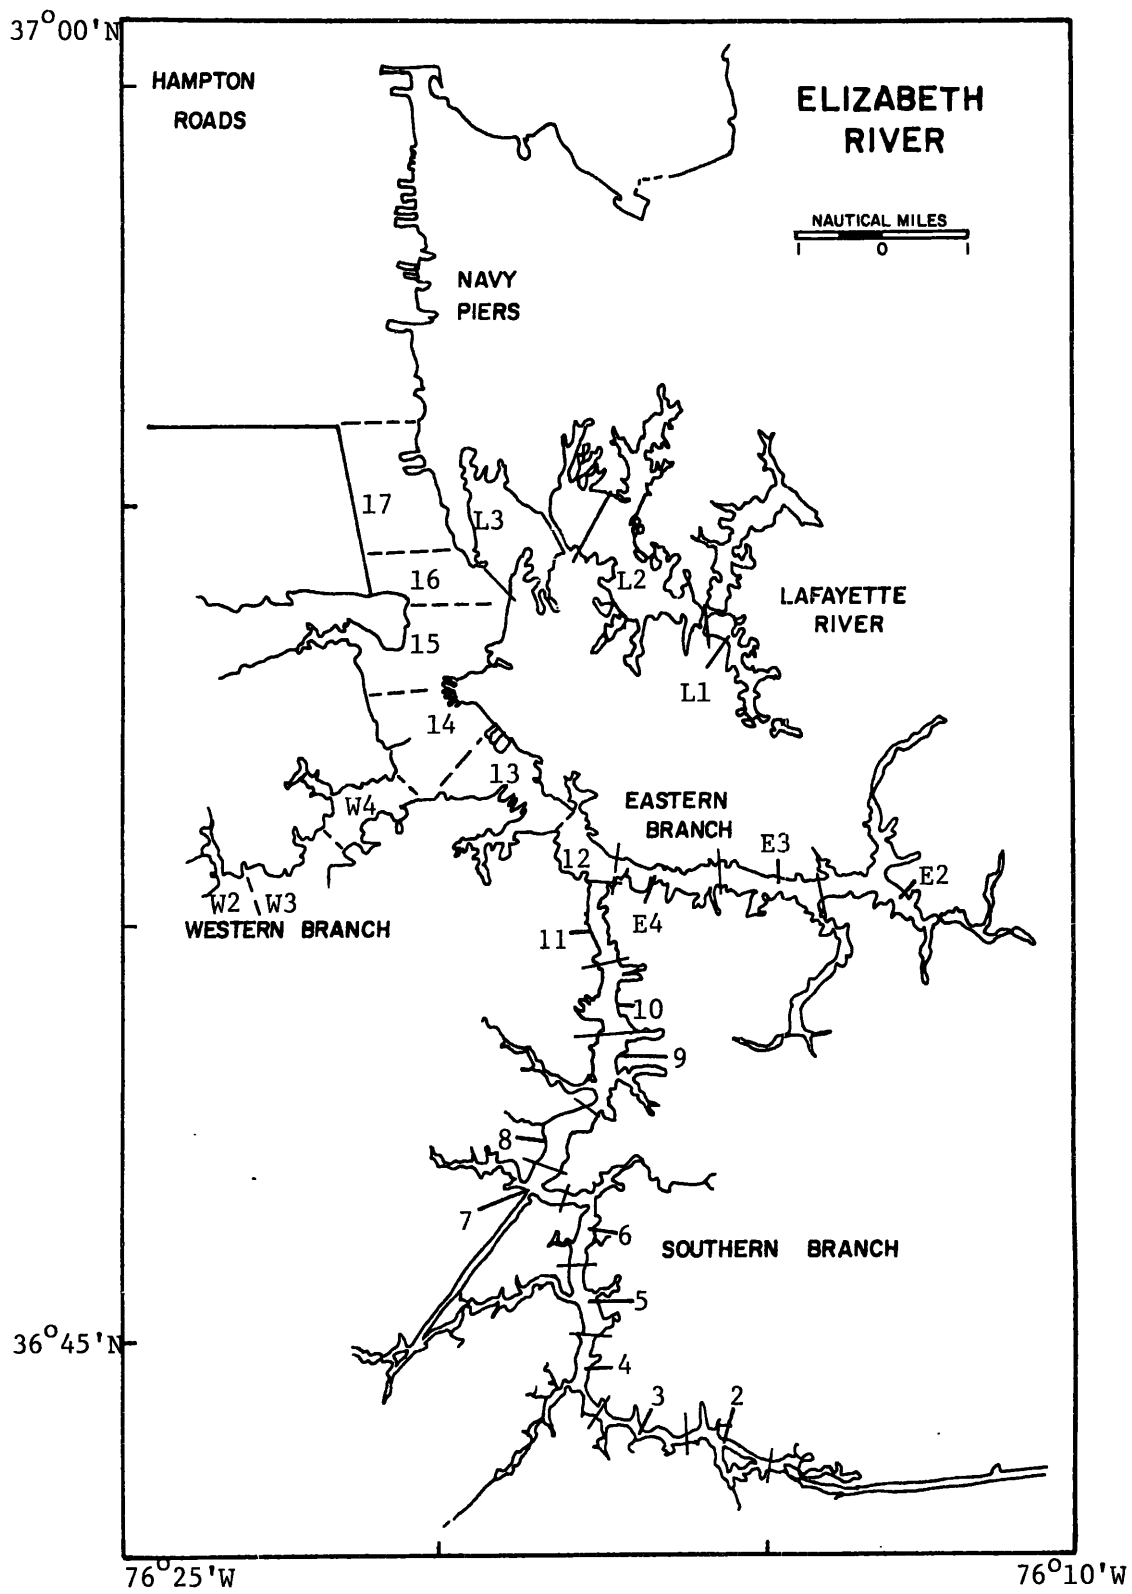 37°00'N
HAMPTON
ROADS
ELIZABETH
RIVER
NAUTICAL MILES
1 0 1
NAVY
PIERS
17
L3
16
L2
LAFAYETTE
RIVER
15
L1
14
13
EASTERN
BRANCH
W4
E3
12
E2
W2 W3
E4
WESTERN BRANCH
11
10
9
8
7
6
SOUTHERN BRANCH
5
36°45'N
4
3
2
76°25'W
76°10'W